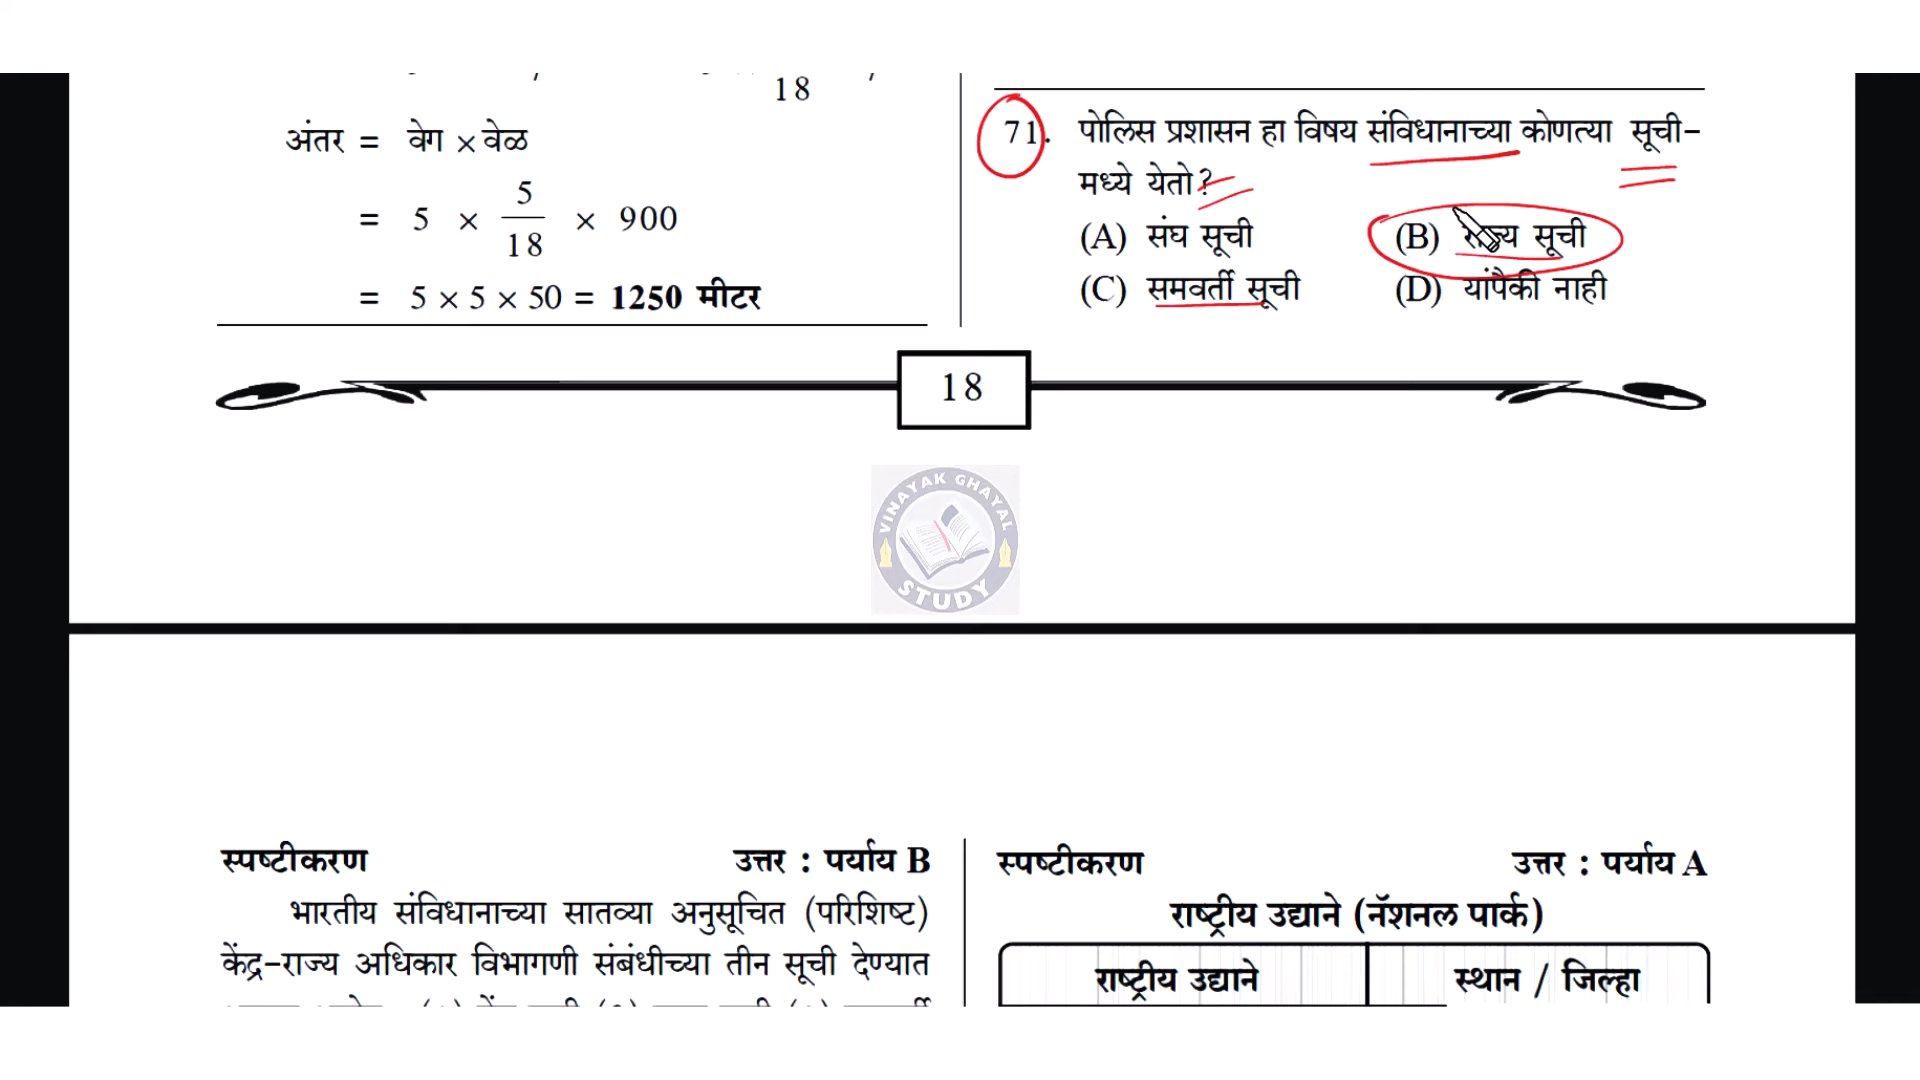 18
अंतर = वेग × वेळ
= 5 × 5/18 × 900
= 5 × 5 × 50 = 1250 मीटर
71. पोलिस प्रशासन हा विषय संविधानाच्या कोणत्या सूची-
मध्ये येतो?
(A) संघ सूची (B) राज्य सूची
(C) समवर्ती सूची (D) यांपैकी नाही
18
VINAYAK GHAYAL
STUDY
स्पष्टीकरण उत्तर : पर्याय B
भारतीय संविधानाच्या सातव्या अनुसूचित (परिशिष्ट)
केंद्र-राज्य अधिकार विभागणी संबंधीच्या तीन सूची देण्यात
स्पष्टीकरण उत्तर : पर्याय A
राष्ट्रीय उद्याने (नॅशनल पार्क)
राष्ट्रीय उद्याने स्थान / जिल्हा